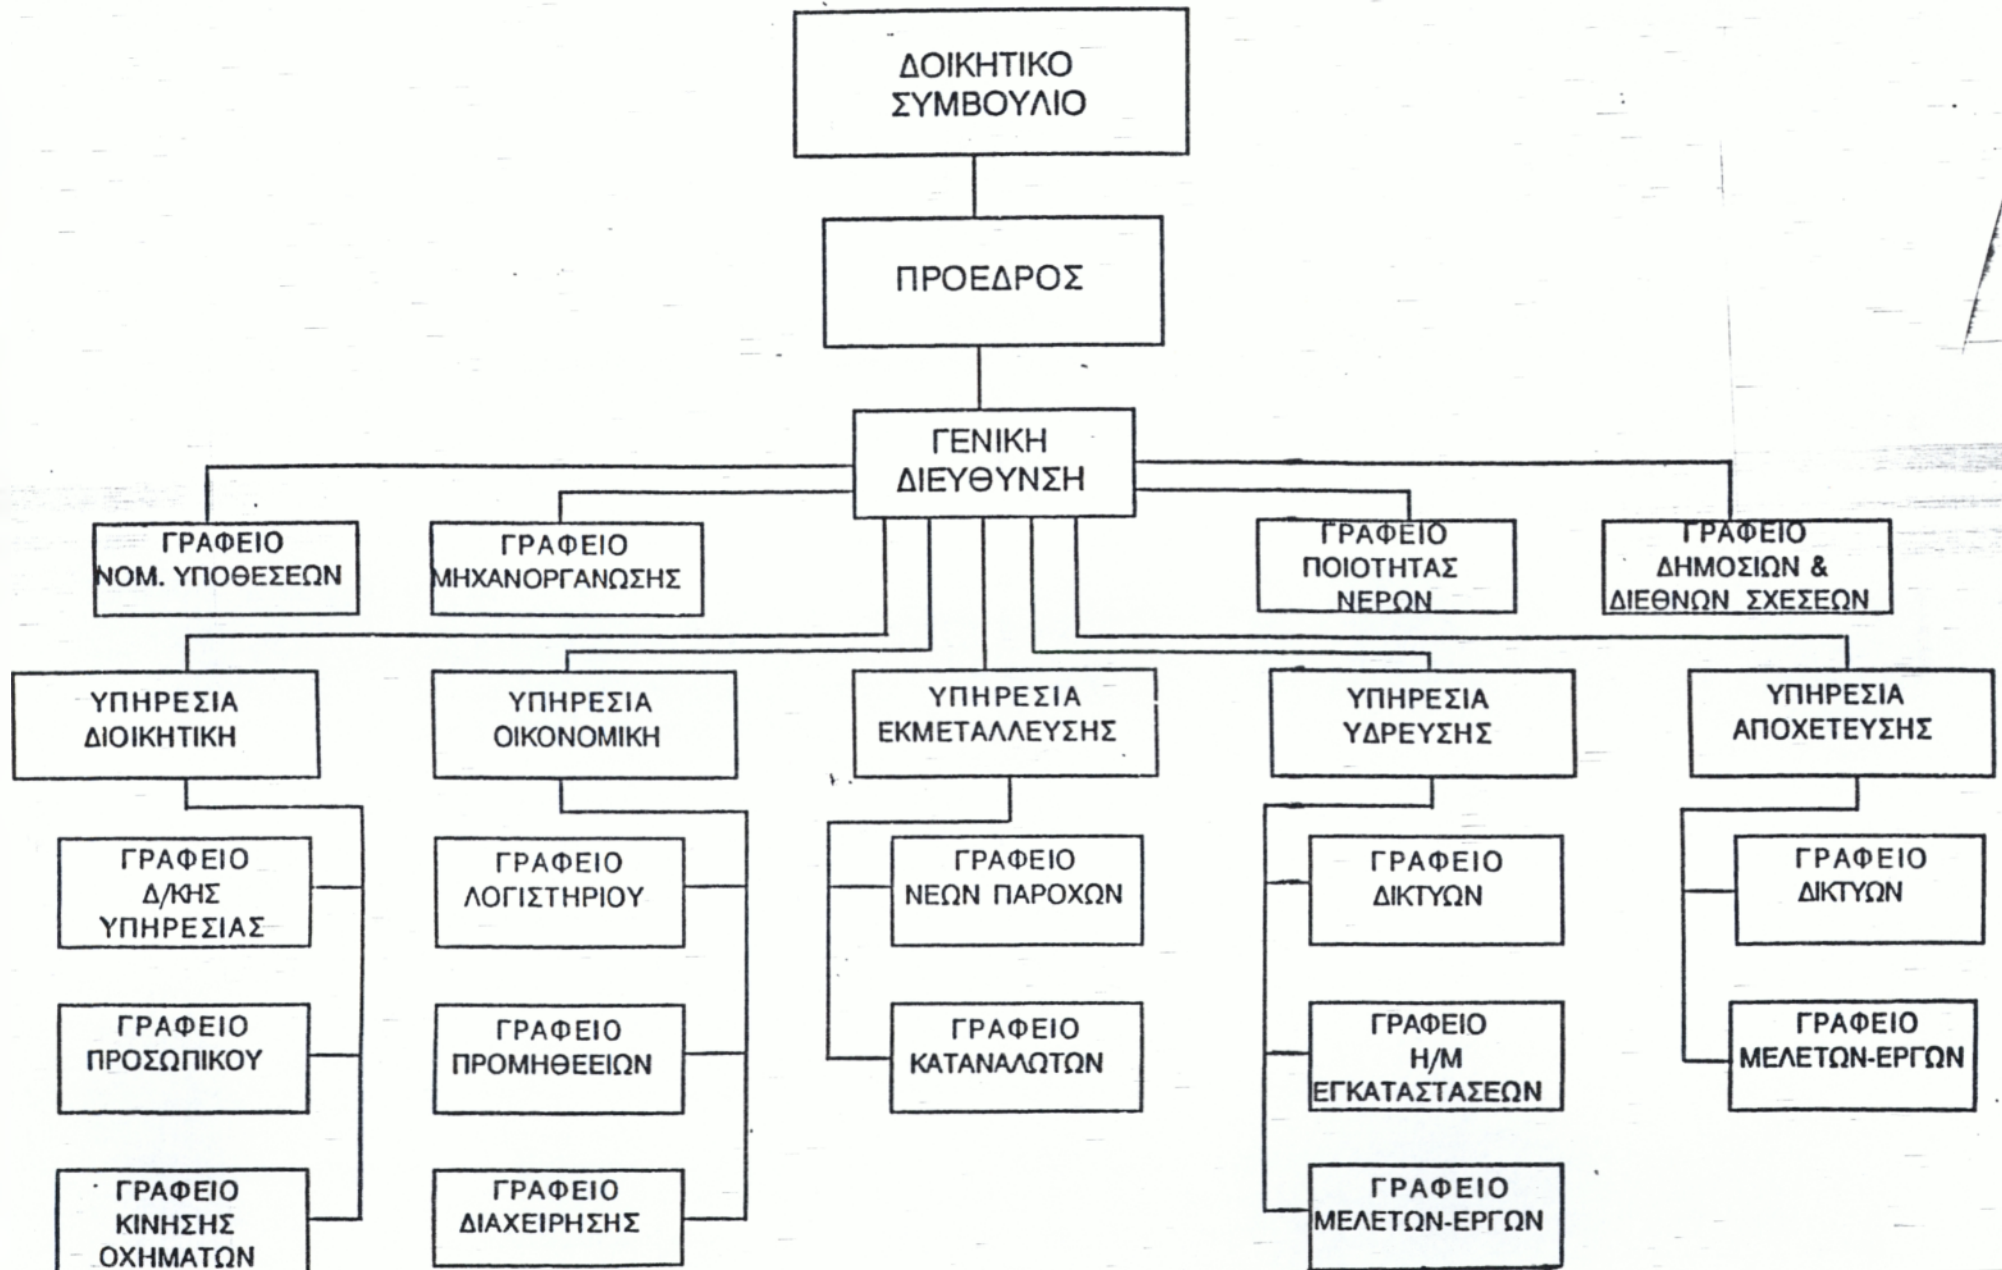 ΔΟΙΚΗΤΙΚΟ
ΣΥΜΒΟΥΛΙΟ
ΠΡΟΕΔΡΟΣ
ΓΕΝΙΚΗ
ΔΙΕΥΘΥΝΣΗ
ΓΡΑΦΕΙΟ
ΝΟΜ. ΥΠΟΘΕΣΕΩΝ
ΓΡΑΦΕΙΟ
ΜΗΧΑΝΟΡΓΑΝΩΣΗΣ
ΓΡΑΦΕΙΟ
ΠΟΙΟΤΗΤΑΣ
ΝΕΡΩΝ
ΓΡΑΦΕΙΟ
ΔΗΜΟΣΙΩΝ &
ΔΙΕΘΝΩΝ ΣΧΕΣΕΩΝ
ΥΠΗΡΕΣΙΑ
ΔΙΟΙΚΗΤΙΚΗ
ΥΠΗΡΕΣΙΑ
ΟΙΚΟΝΟΜΙΚΗ
ΥΠΗΡΕΣΙΑ
ΕΚΜΕΤΑΛΛΕΥΣΗΣ
ΥΠΗΡΕΣΙΑ
ΥΔΡΕΥΣΗΣ
ΥΠΗΡΕΣΙΑ
ΑΠΟΧΕΤΕΥΣΗΣ
ΓΡΑΦΕΙΟ
Δ/ΚΗΣ
ΥΠΗΡΕΣΙΑΣ
ΓΡΑΦΕΙΟ
ΛΟΓΙΣΤΗΡΙΟΥ
ΓΡΑΦΕΙΟ
ΝΕΩΝ ΠΑΡΟΧΩΝ
ΓΡΑΦΕΙΟ
ΔΙΚΤΥΩΝ
ΓΡΑΦΕΙΟ
ΔΙΚΤΥΩΝ
ΓΡΑΦΕΙΟ
ΠΡΟΣΩΠΙΚΟΥ
ΓΡΑΦΕΙΟ
ΠΡΟΜΗΘΕΕΙΩΝ
ΓΡΑΦΕΙΟ
ΚΑΤΑΝΑΛΩΤΩΝ
ΓΡΑΦΕΙΟ
Η/Μ
ΕΓΚΑΤΑΣΤΑΣΕΩΝ
ΓΡΑΦΕΙΟ
ΜΕΛΕΤΩΝ-ΕΡΓΩΝ
ΓΡΑΦΕΙΟ
ΚΙΝΗΣΗΣ
ΟΧΗΜΑΤΩΝ
ΓΡΑΦΕΙΟ
ΔΙΑΧΕΙΡΗΣΗΣ
ΓΡΑΦΕΙΟ
ΜΕΛΕΤΩΝ-ΕΡΓΩΝ